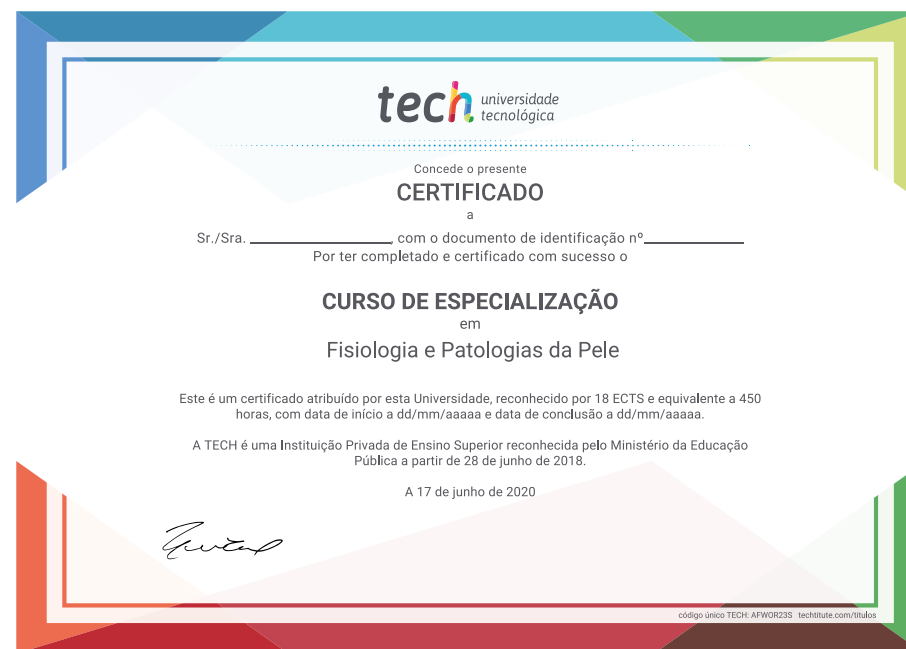 tech universidade
tecnológica
Concede o presente
CERTIFICADO
a
Sr./Sra. , com o documento de identificação nº
Por ter completado e certificado com sucesso o
CURSO DE ESPECIALIZAÇÃO
em
Fisiologia e Patologias da Pele
Este é um certificado atribuído por esta Universidade, reconhecido por 18 ECTS e equivalente a 450
horas, com data de início a dd/mm/aaaaa e data de conclusão a dd/mm/aaaaa.
A TECH é uma Instituição Privada de Ensino Superior reconhecida pelo Ministério da Educação
Pública a partir de 28 de junho de 2018.
A 17 de junho de 2020
código único TECH: AFWOR23S techtitute.com/titulos